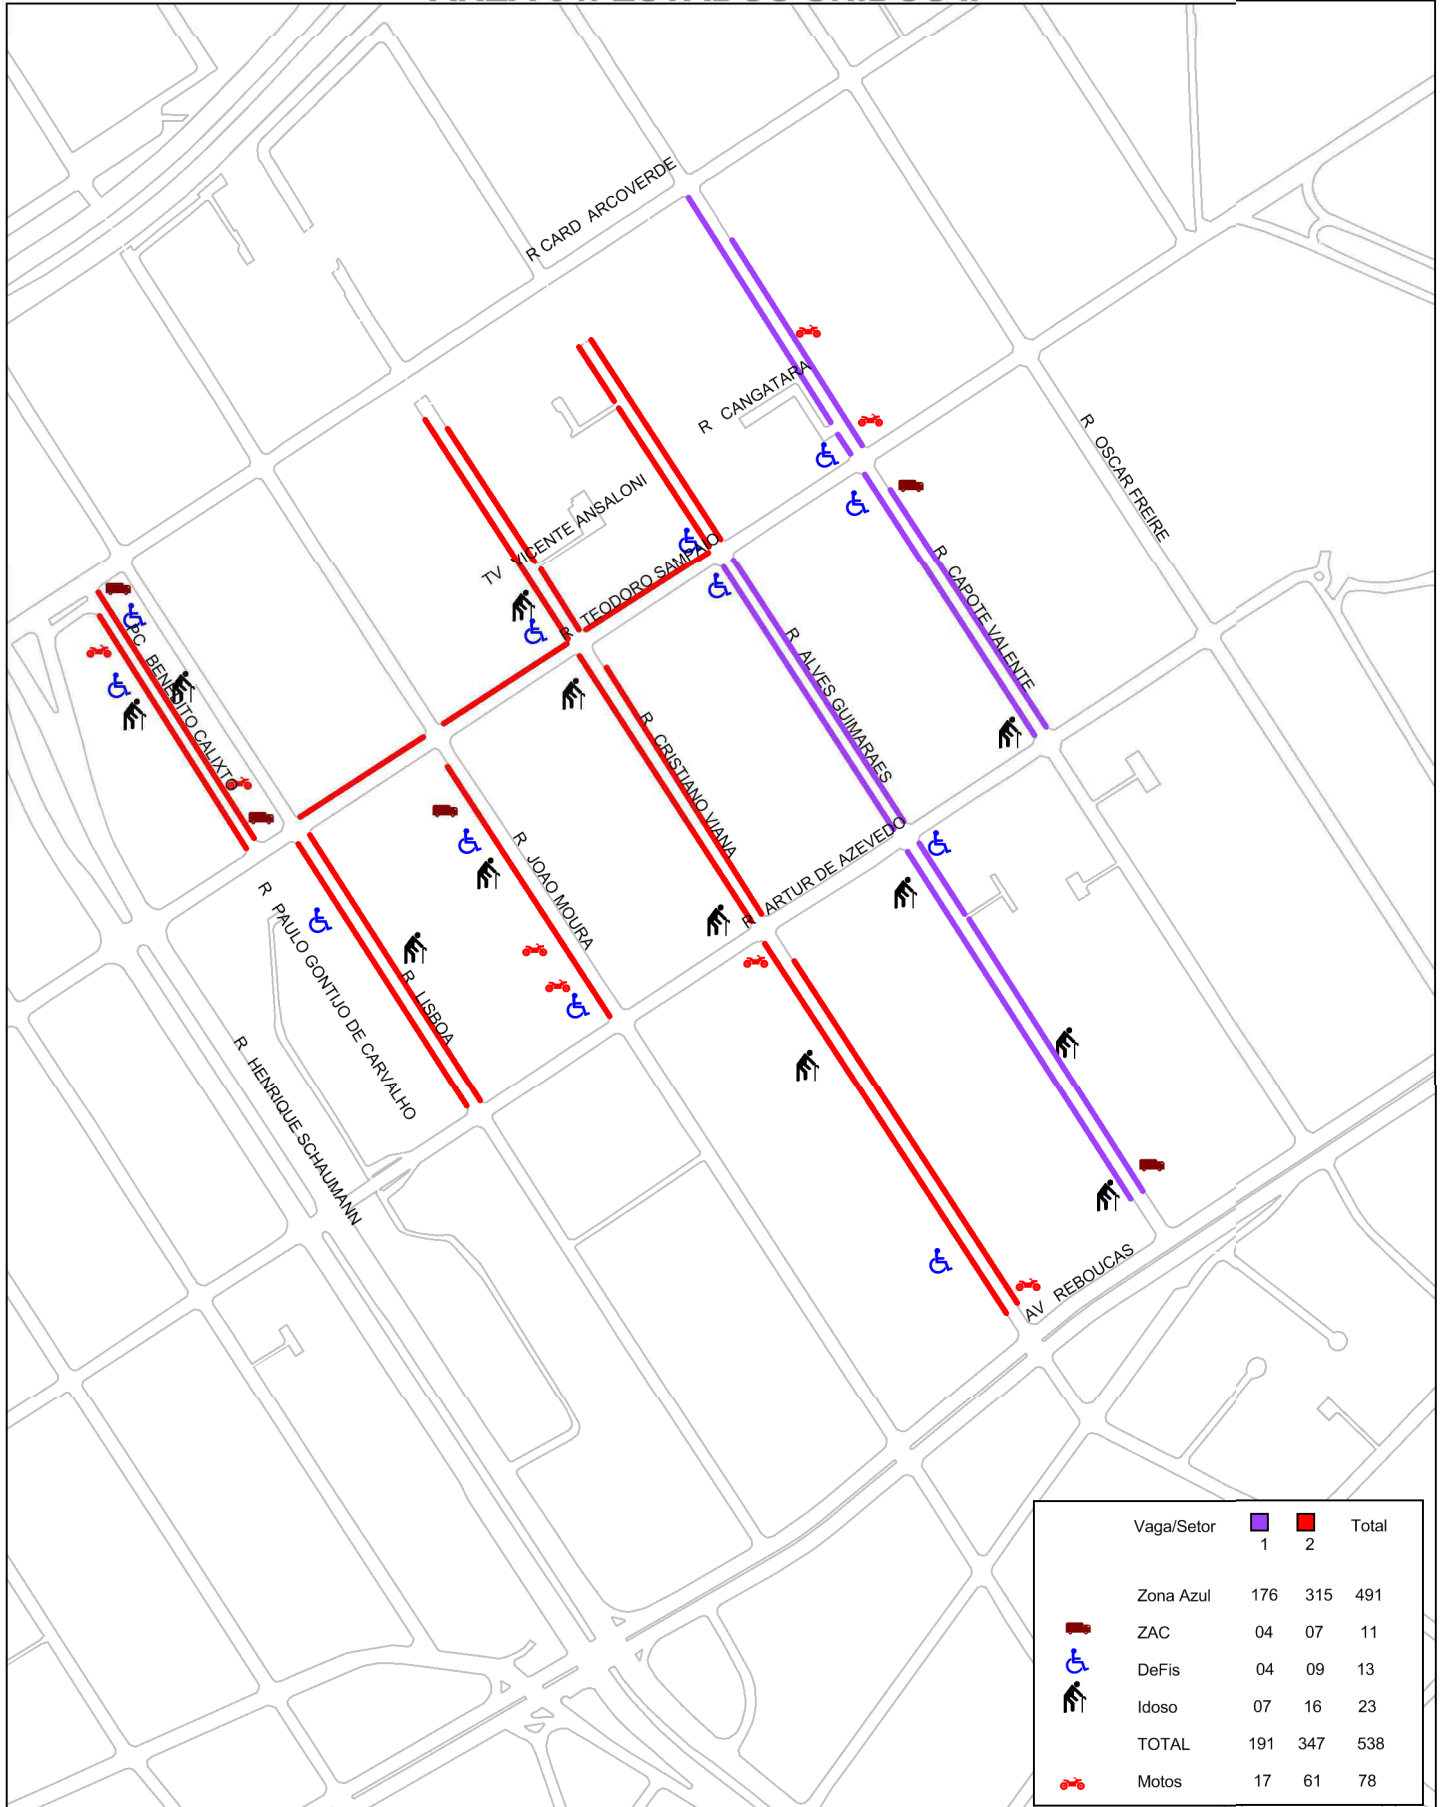 R CARD ARCOVERDE
R CANGATARA
R OSCAR FREIRE
TV VICENTE ANSALONI
R TEODORO SAMPAIO
R CAPOTE VALENTE
PC BENEDITO CALIXTO
R ALVES GUIMARAES
R CRISTIANO VIANA
R JOAO MOURA
R ARTUR DE AZEVEDO
R PAULO GONTIJO DE CARVALHO
R LISBOA
R HENRIQUE SCHAUMANN
AV REBOUCAS
Vaga/Setor 1 2 Total
Zona Azul 176 315 491
ZAC 04 07 11
DeFis 04 09 13
Idoso 07 16 23
TOTAL 191 347 538
Motos 17 61 78